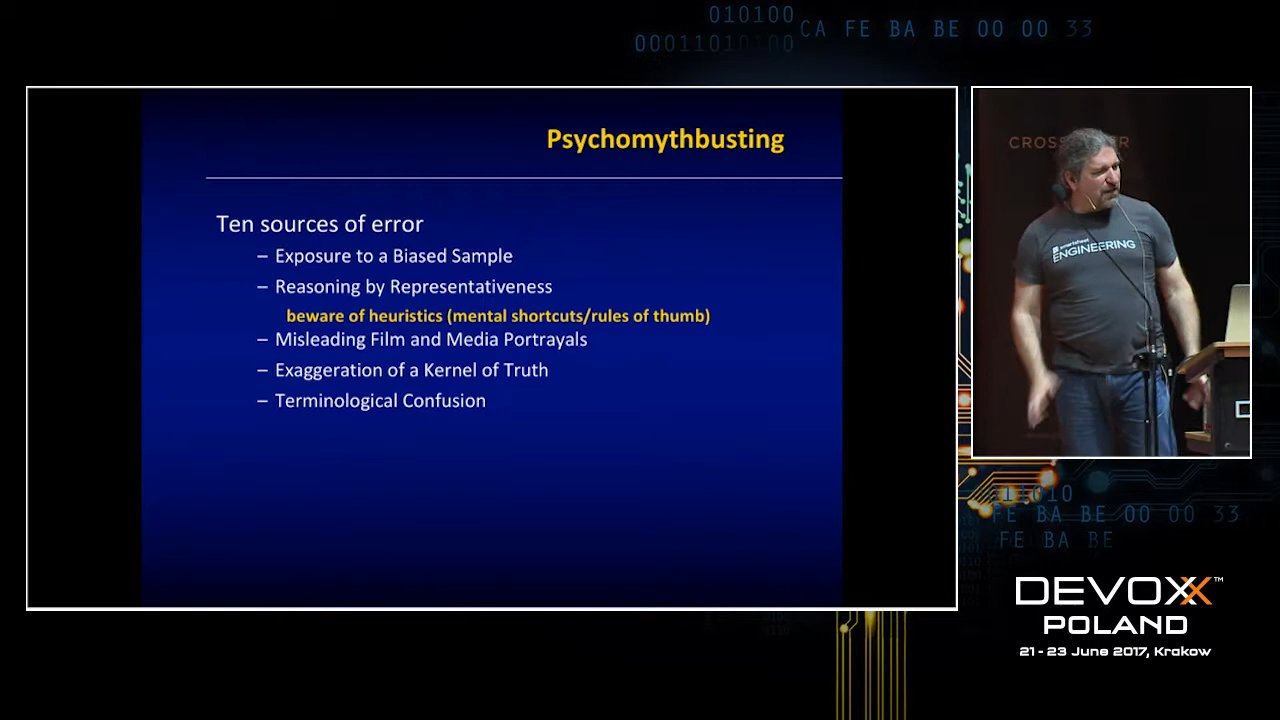 010100
00011010100
CA FE BA BE 00 00 33
Psychomythbusting
Ten sources of error
– Exposure to a Biased Sample
– Reasoning by Representativeness
beware of heuristics (mental shortcuts/rules of thumb)
– Misleading Film and Media Portrayals
– Exaggeration of a Kernel of Truth
– Terminological Confusion
smartsheet
ENGINEERING
FE BA BE 00 00 33
FE BA BE
DEVOXX™
POLAND
21 - 23 June 2017, Krakow